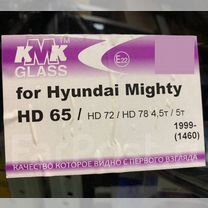 KMK TM
GLASS
E22
for Hyundai Mighty
HD 65 / HD 72 / HD 78 4,5т / 5т
1999-
(1460)
КАЧЕСТВО КОТОРОЕ ВИДНО С ПЕРВОГО ВЗГЛЯДА